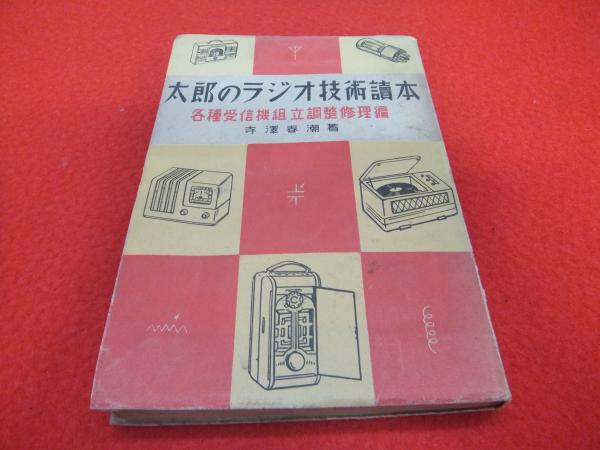 太郎のラジオ技術讀本
各種受信機組立調整修理編
寺澤春潮著